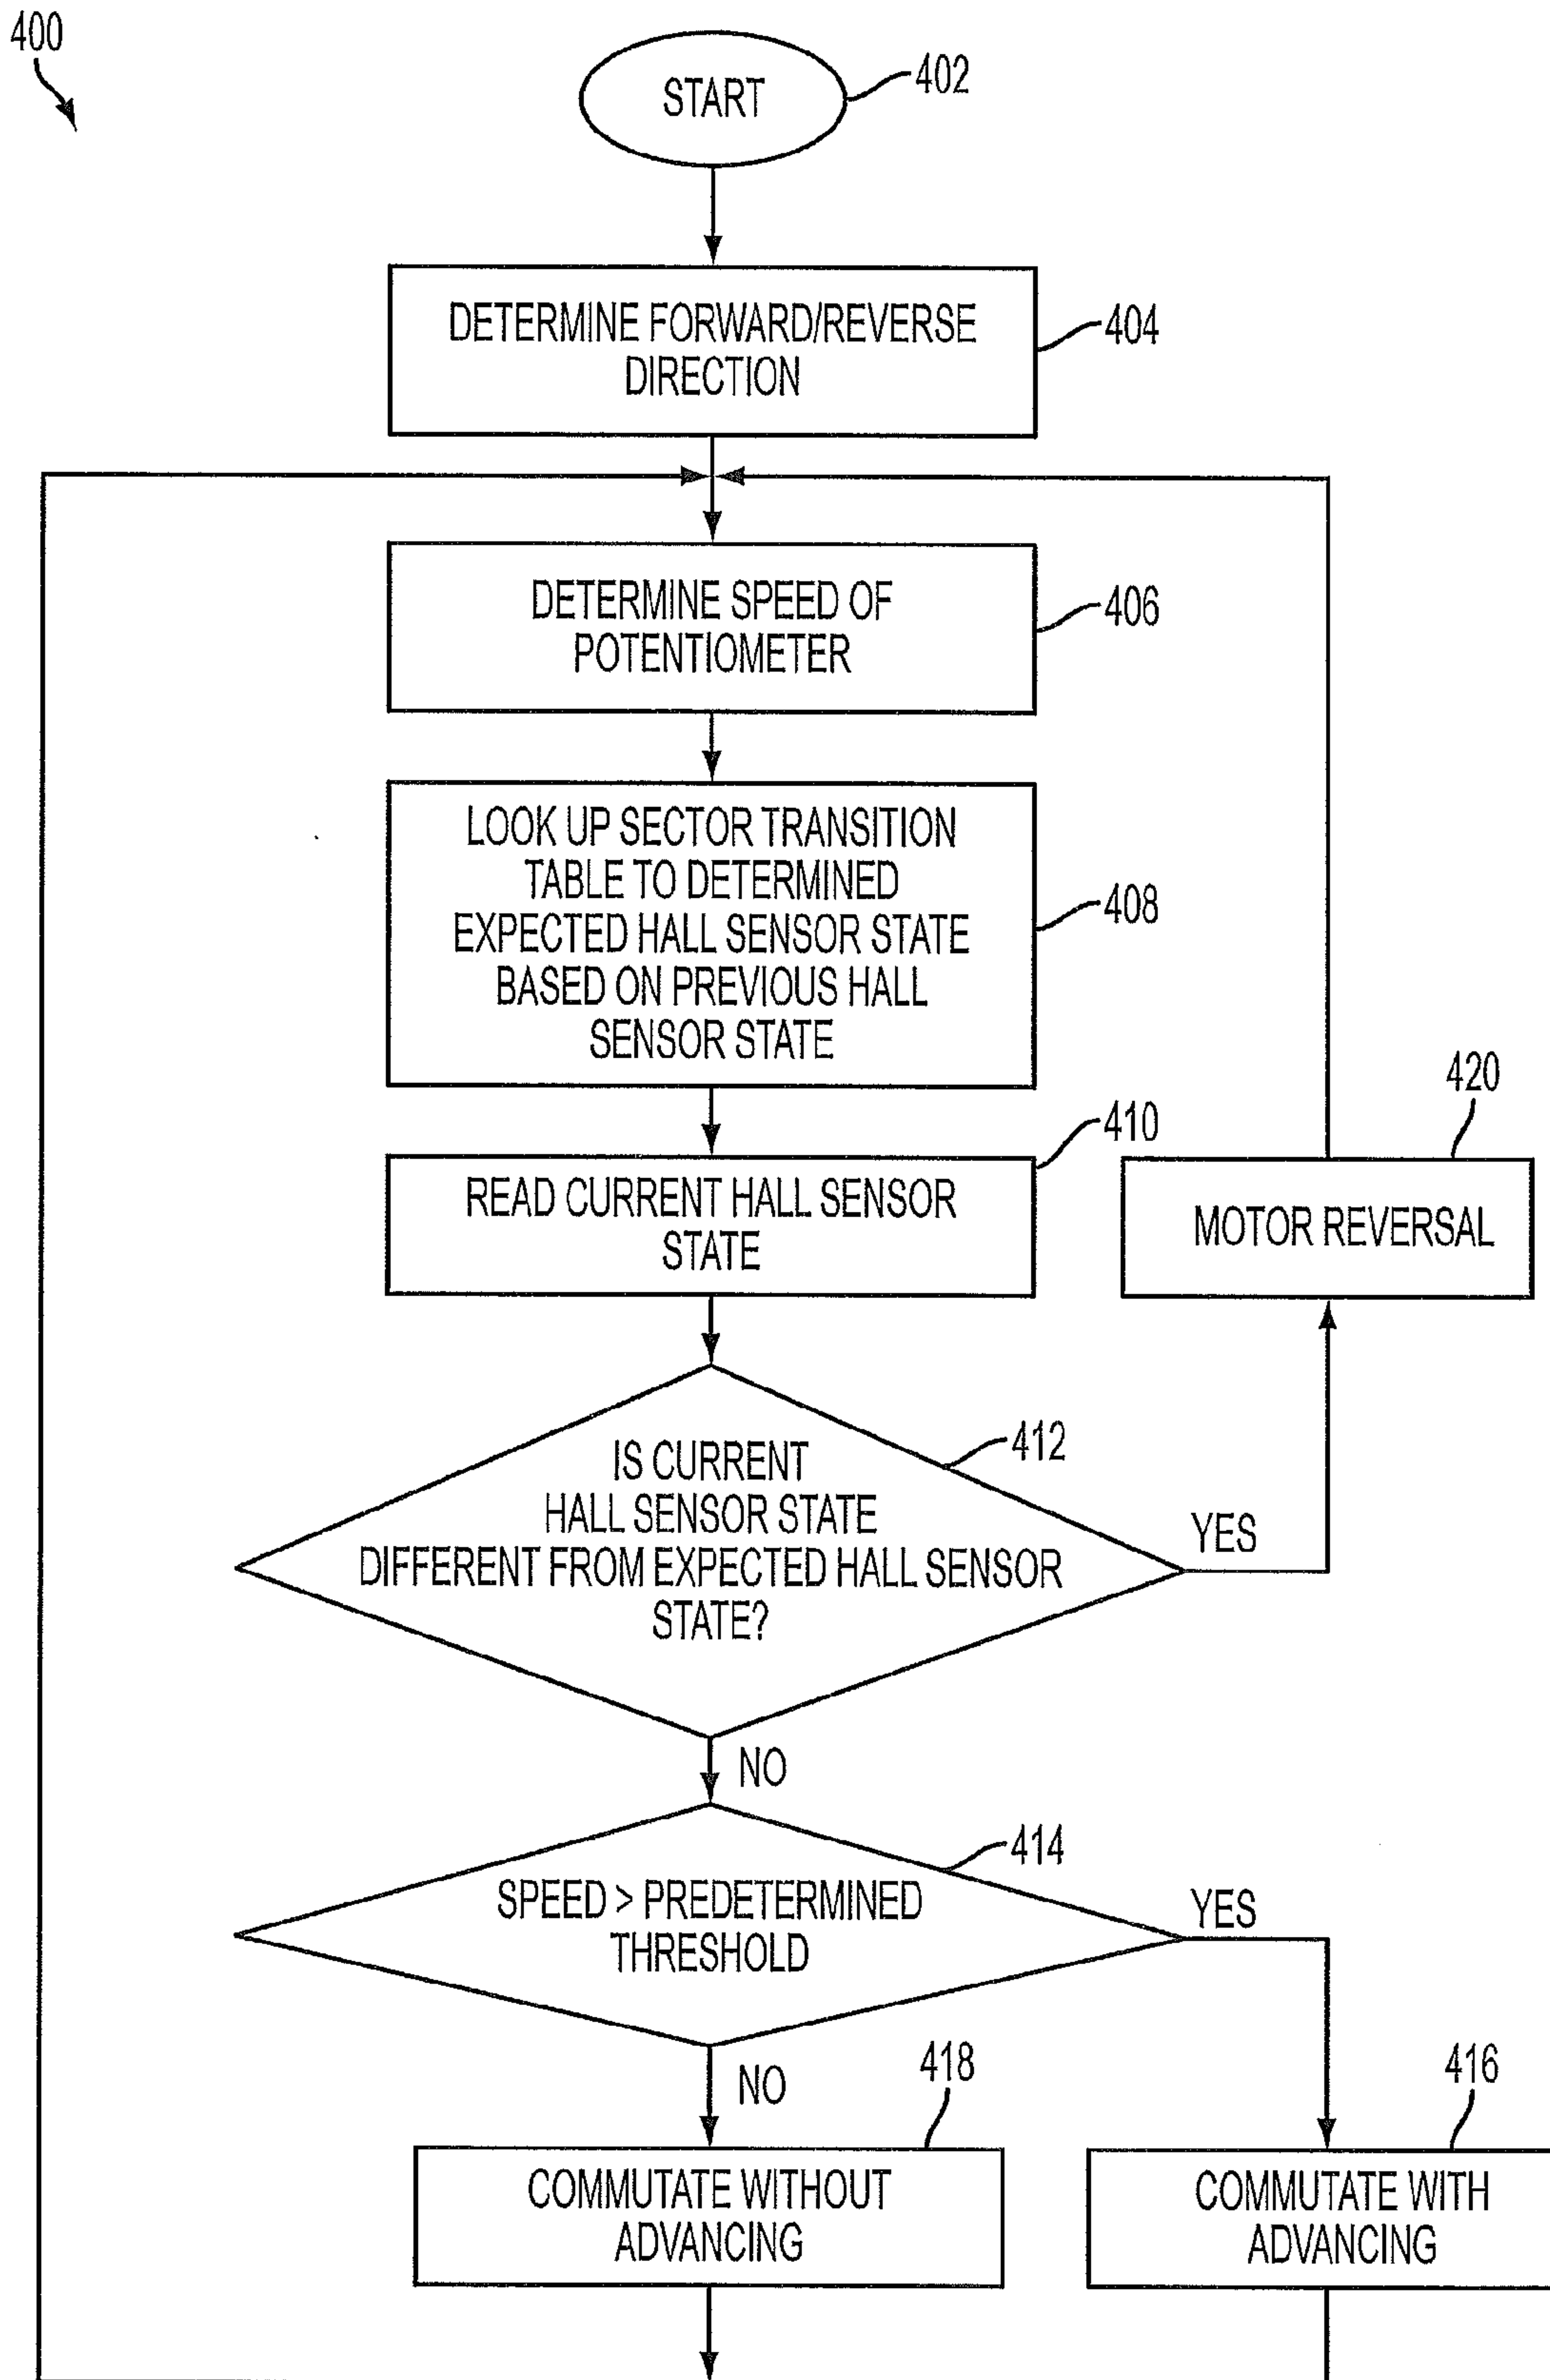 400
START
402
DETERMINE FORWARD/REVERSE
DIRECTION
404
DETERMINE SPEED OF
POTENTIOMETER
406
LOOK UP SECTOR TRANSITION
TABLE TO DETERMINED
EXPECTED HALL SENSOR STATE
BASED ON PREVIOUS HALL
SENSOR STATE
408
READ CURRENT HALL SENSOR
STATE
410
MOTOR REVERSAL
420
IS CURRENT
HALL SENSOR STATE
DIFFERENT FROM EXPECTED HALL SENSOR
STATE?
412
YES
NO
SPEED > PREDETERMINED
THRESHOLD
414
YES
NO
COMMUTATE WITHOUT
ADVANCING
418
COMMUTATE WITH
ADVANCING
416